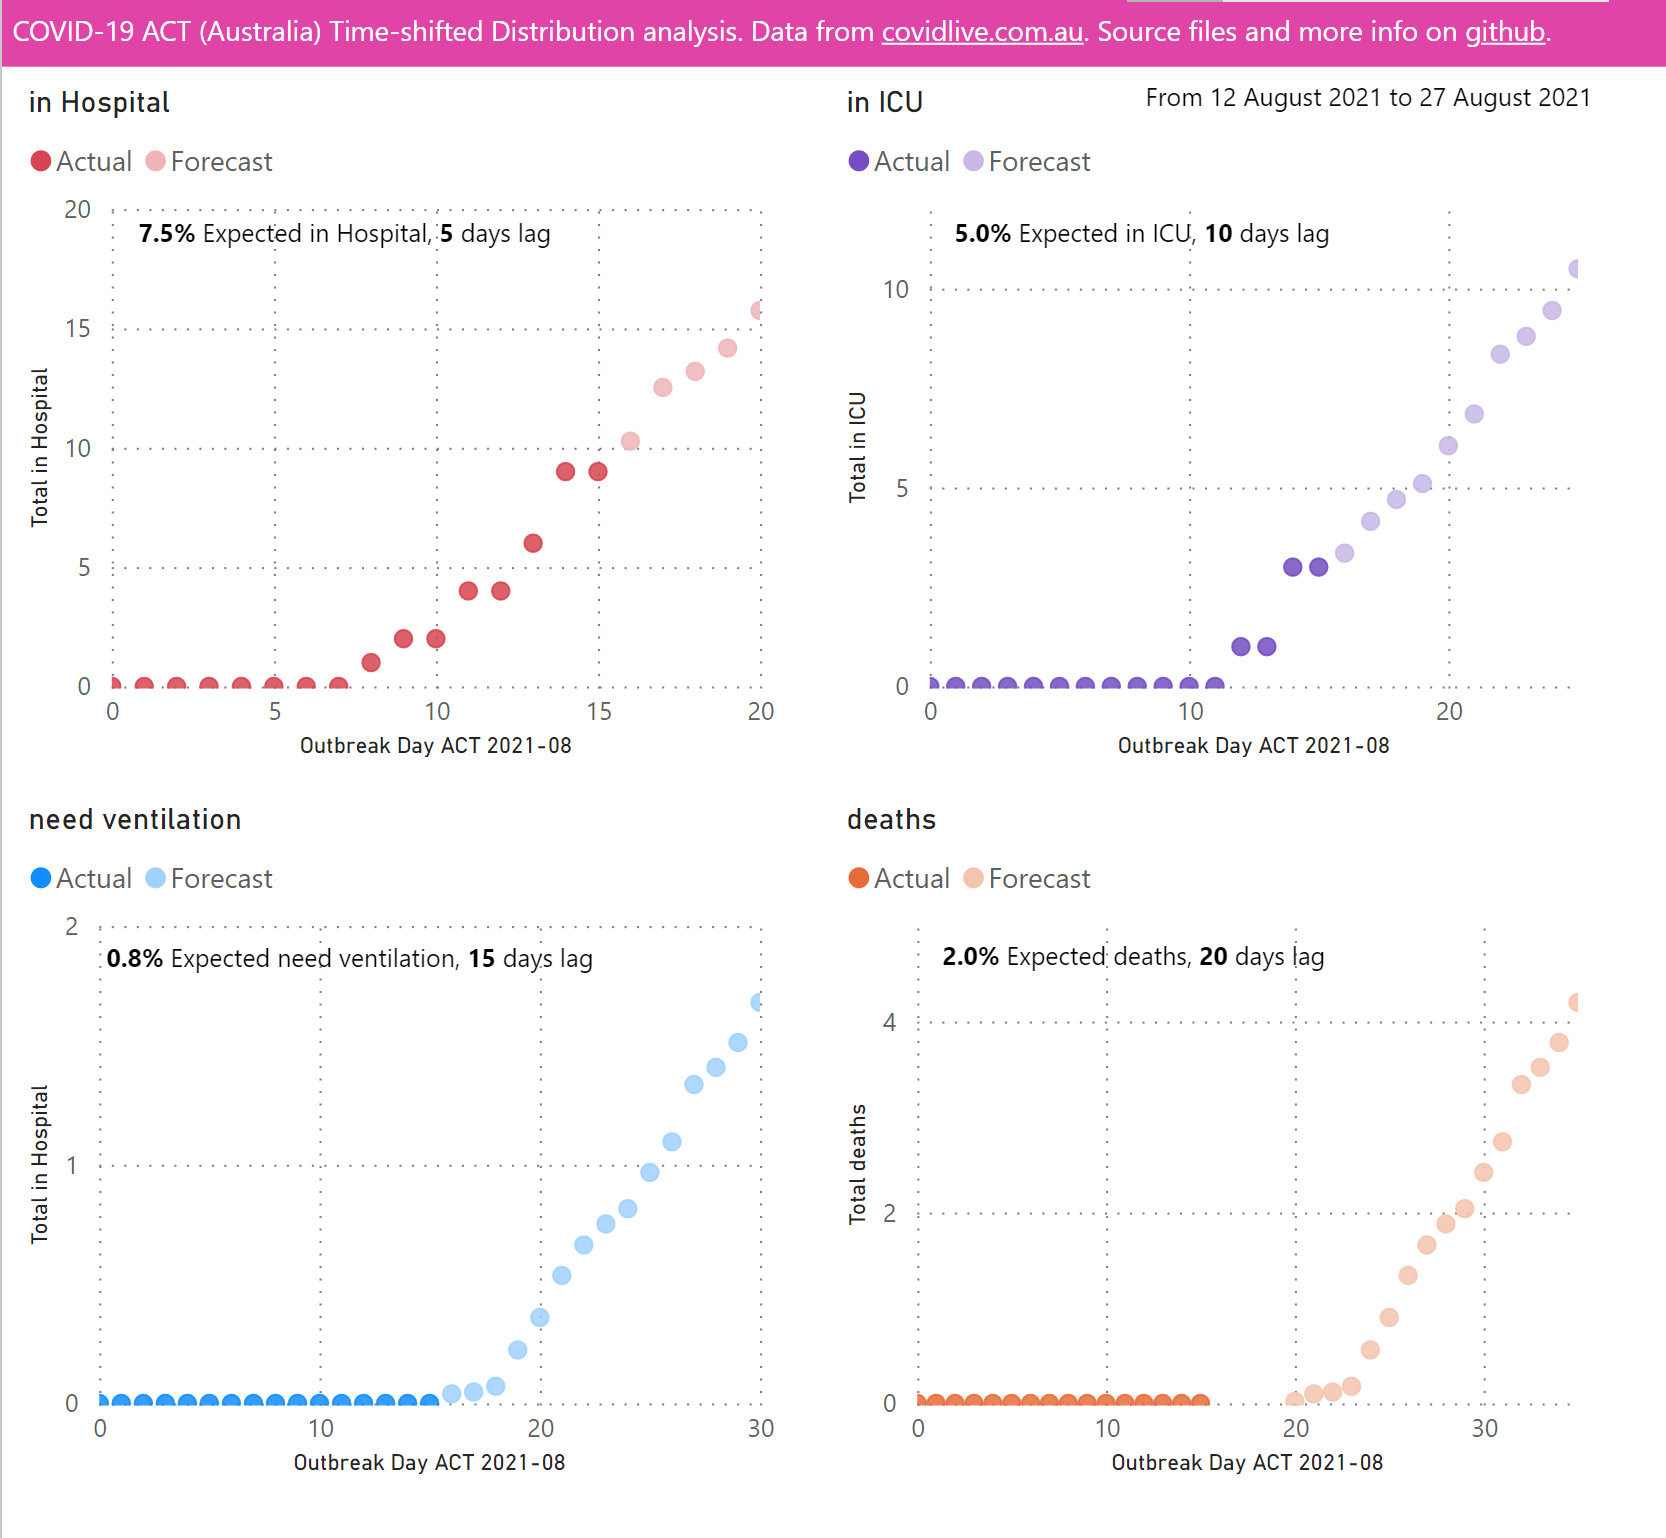 COVID-19 ACT (Australia) Time-shifted Distribution analysis. Data from covidlive.com.au. Source files and more info on github.
in Hospital
Actual Forecast
7.5% Expected in Hospital, 5 days lag
Total in Hospital
20
15
10
5
0
0 5 10 15 20
Outbreak Day ACT 2021-08
in ICU
From 12 August 2021 to 27 August 2021
Actual Forecast
5.0% Expected in ICU, 10 days lag
Total in ICU
10
5
0
0 10 20
Outbreak Day ACT 2021-08
need ventilation
Actual Forecast
0.8% Expected need ventilation, 15 days lag
Total in Hospital
2
1
0
0 10 20 30
Outbreak Day ACT 2021-08
deaths
Actual Forecast
2.0% Expected deaths, 20 days lag
Total deaths
4
2
0
0 10 20 30
Outbreak Day ACT 2021-08